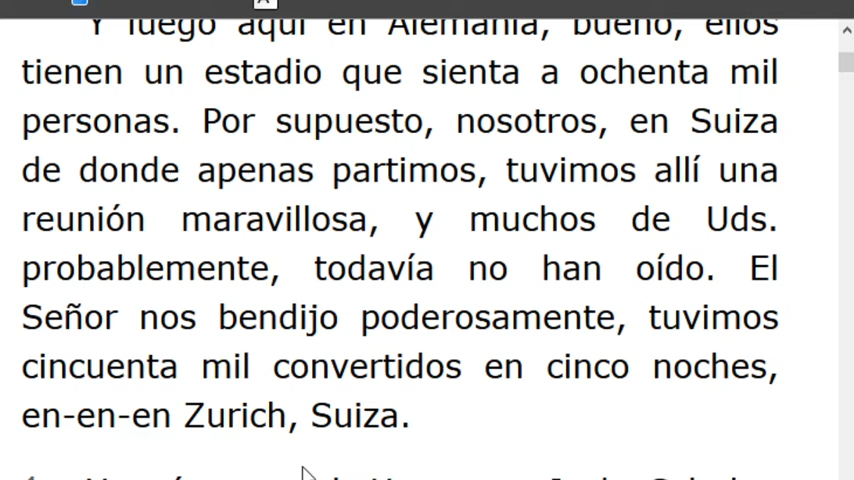 Y luego aquí en Alemania, bueno, ellos
tienen un estadio que sienta a ochenta mil
personas. Por supuesto, nosotros, en Suiza
de donde apenas partimos, tuvimos allí una
reunión maravillosa, y muchos de Uds.
probablemente, todavía no han oído. El
Señor nos bendijo poderosamente, tuvimos
cincuenta mil convertidos en cinco noches,
en-en-en Zurich, Suiza.